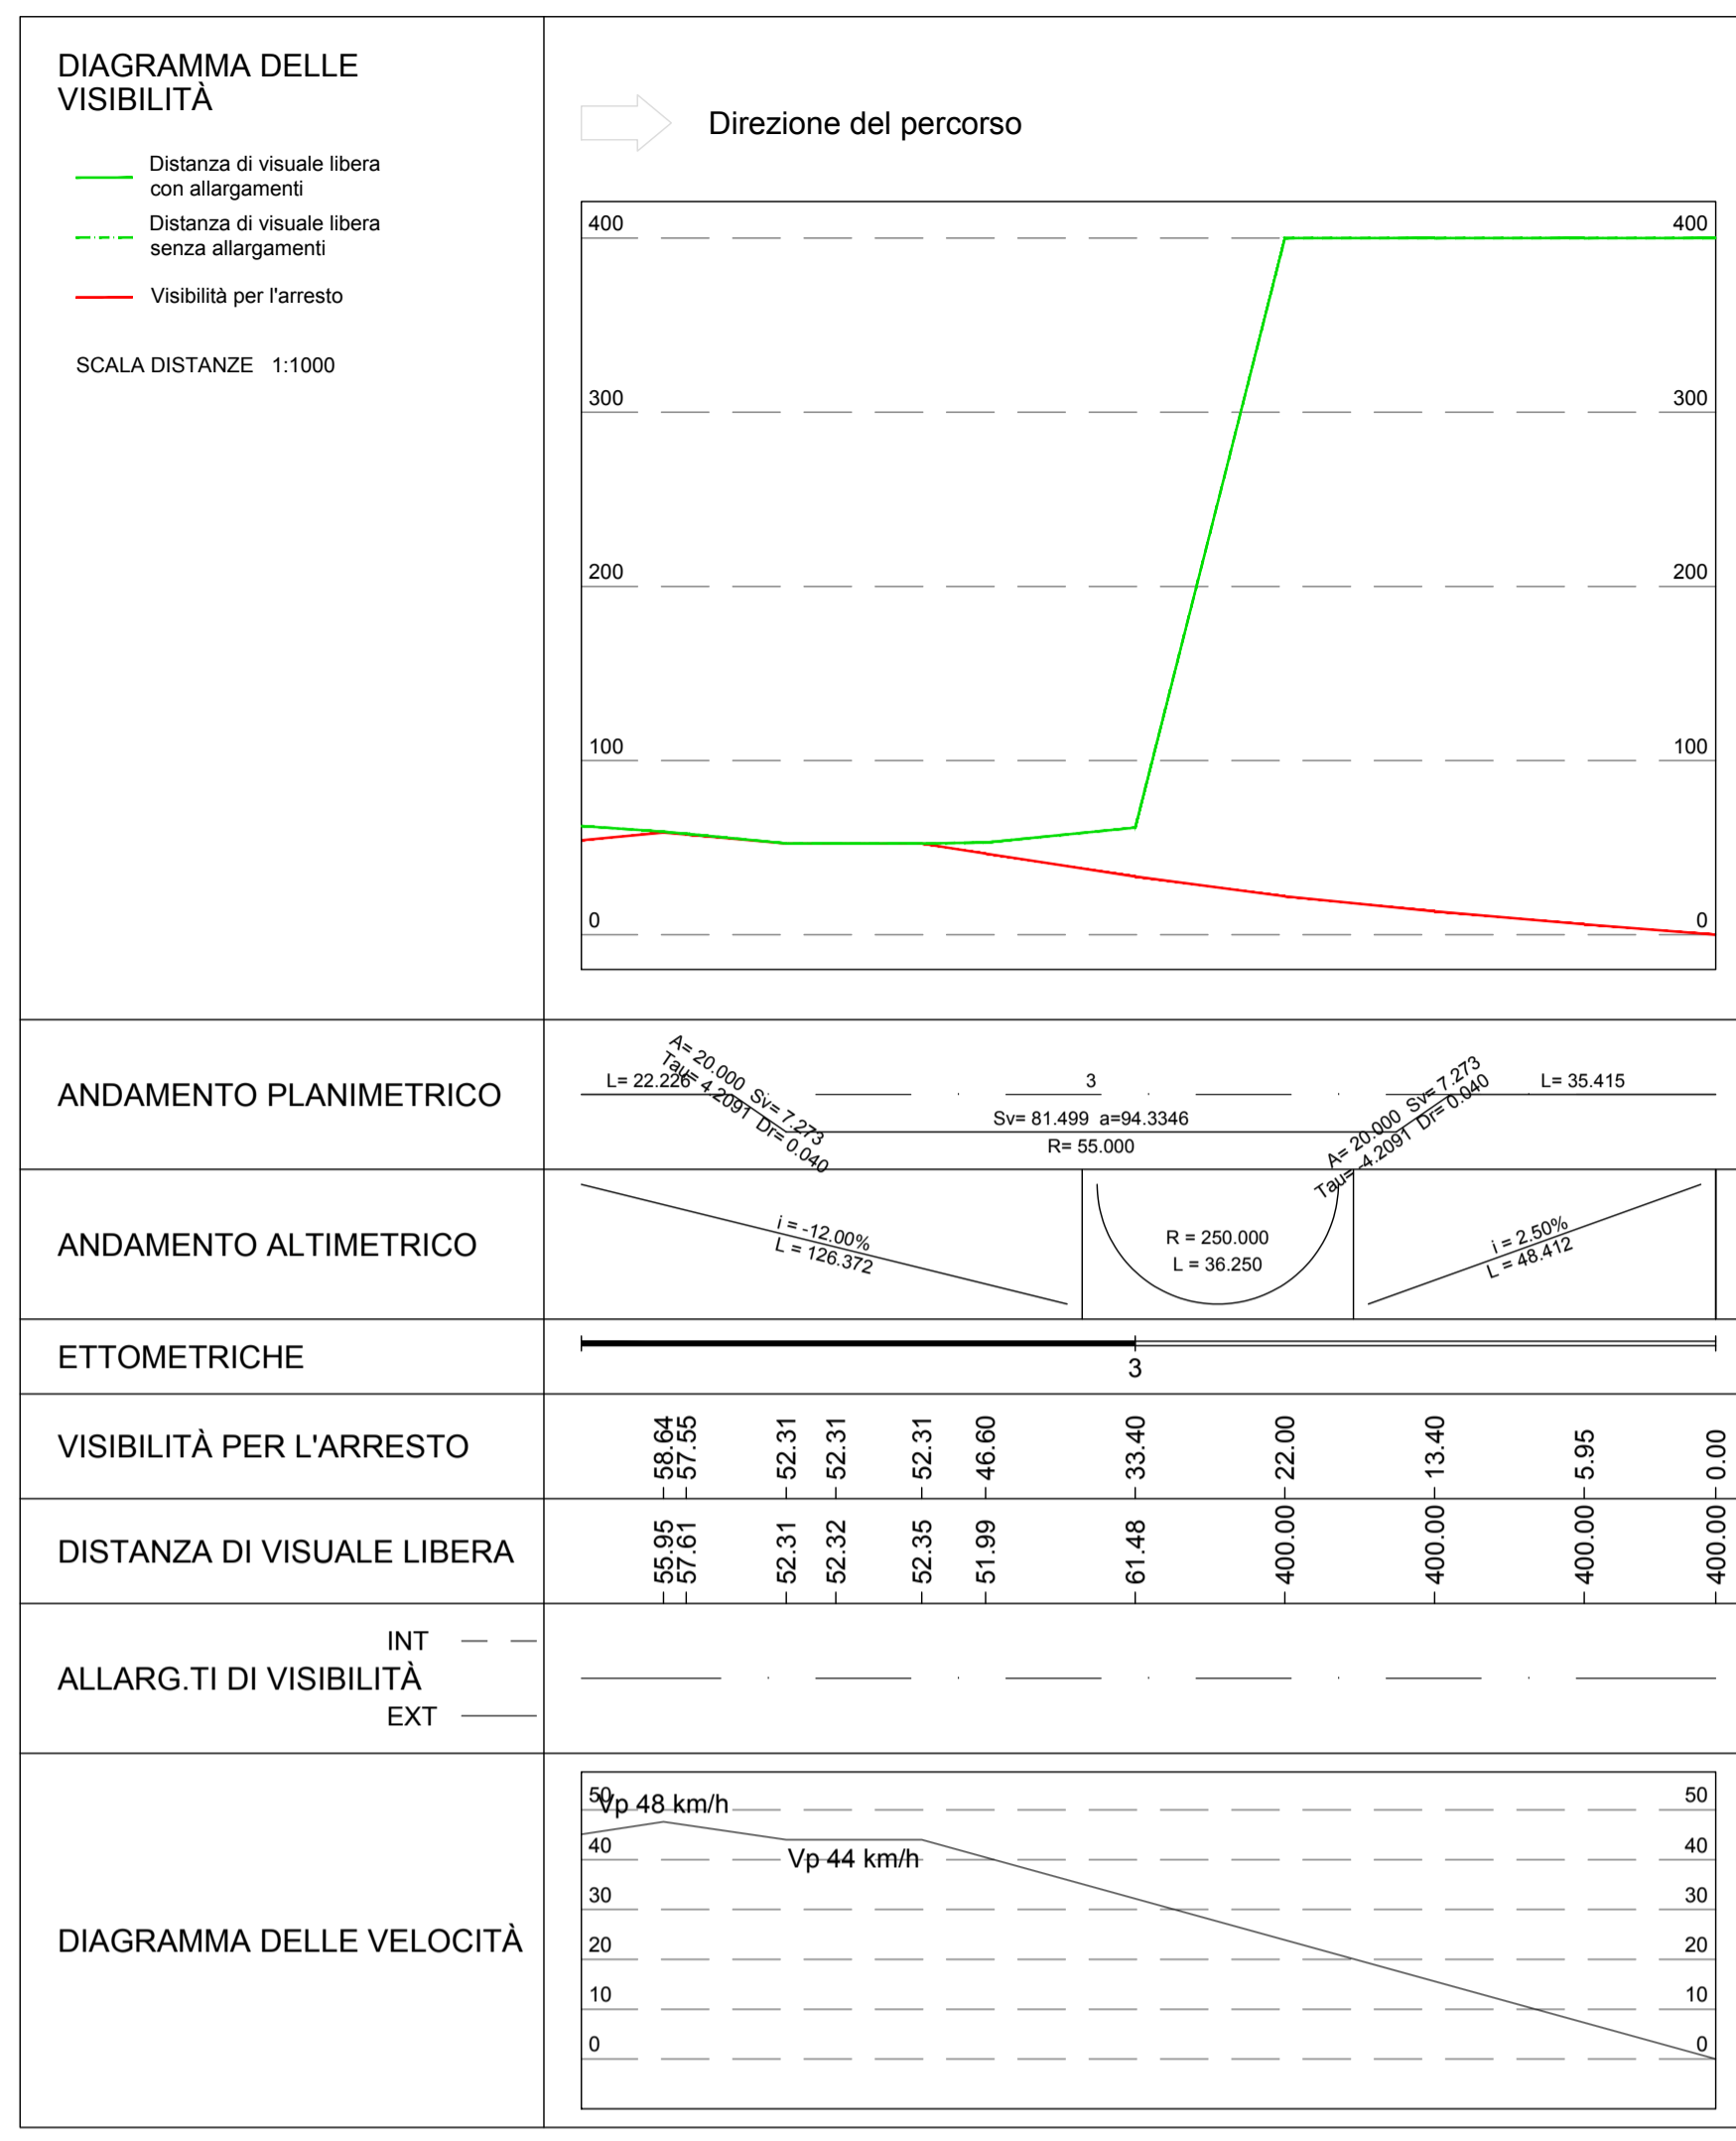 DIAGRAMMA DELLE
VISIBILITÀ
Distanza di visuale libera
con allargamenti
Distanza di visuale libera
senza allargamenti
Visibilità per l'arresto
SCALA DISTANZE 1:1000
Direzione del percorso
400 400
300 300
200 200
100 100
0 0
ANDAMENTO PLANIMETRICO
L= 22.226
A= 20.000 Sv= 7.273
Tau= 4.2091 Dr= 0.040
3
Sv= 81.499 a=94.3346
R= 55.000
A= 20.000 Sv= 7.273
Tau= -4.2091 Dr= 0.040
L= 35.415
ANDAMENTO ALTIMETRICO
i = -12.00%
L = 126.372
R = 250.000
L = 36.250
i = 2.50%
L = 48.412
ETTOMETRICHE
3
VISIBILITÀ PER L'ARRESTO
58.64
57.55
52.31
52.31
52.31
46.60
33.40
22.00
13.40
5.95
0.00
DISTANZA DI VISUALE LIBERA
55.95
57.61
52.31
52.32
52.35
51.99
61.48
400.00
400.00
400.00
400.00
INT
ALLARG.TI DI VISIBILITÀ
EXT
DIAGRAMMA DELLE VELOCITÀ
50 50
Vp 48 km/h
40 40
Vp 44 km/h
30 30
20 20
10 10
0 0